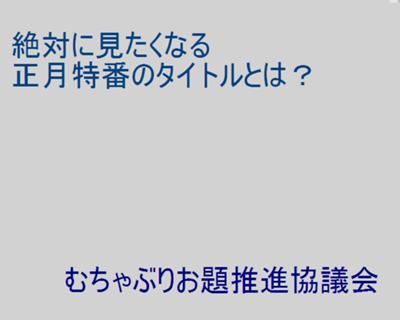 絶対に見たくなる
正月特番のタイトルとは？
むちゃぶりお題推進協議会